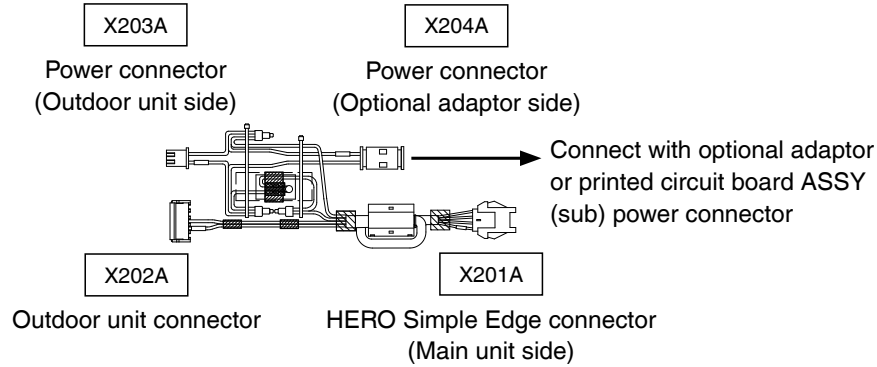 X203A
Power connector
(Outdoor unit side)
X204A
Power connector
(Optional adaptor side)
Connect with optional adaptor
or printed circuit board ASSY
(sub) power connector
X202A
Outdoor unit connector
X201A
HERO Simple Edge connector
(Main unit side)